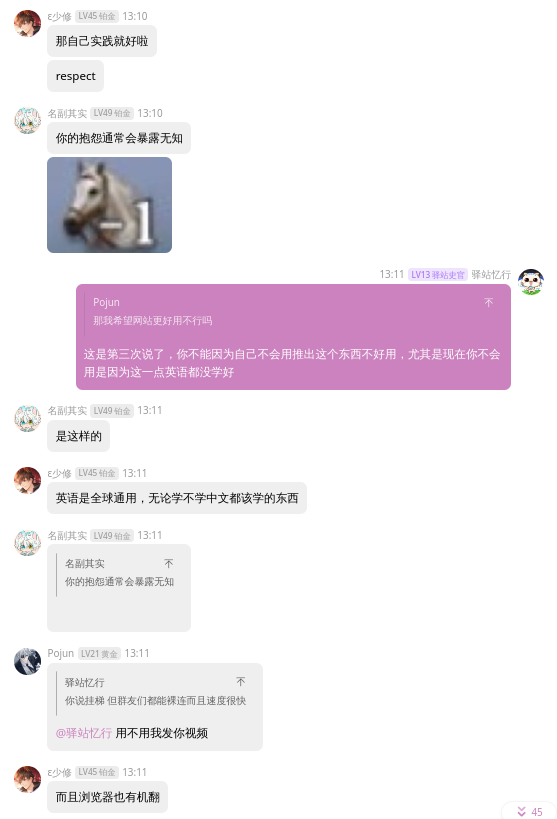 ε少修 LV45 铂金 13:10
那自己实践就好啦
respect
名副其实 LV49 铂金 13:10
你的抱怨通常会暴露无知
-1
13:11 LV13 驿站史官 驿站忆行
Pojun
那我希望网站更好用不行吗
这是第三次说了，你不能因为自己不会用推出这个东西不好用，尤其是现在你不会
用是因为这一点英语都没学好
名副其实 LV49 铂金 13:11
是这样的
ε少修 LV45 铂金 13:11
英语是全球通用，无论学不学中文都该学的东西
名副其实 LV49 铂金 13:11
名副其实
你的抱怨通常会暴露无知
Pojun LV21 黄金 13:11
驿站忆行
你说挂梯 但群友们都能裸连而且速度很快
@驿站忆行 用不用我发你视频
ε少修 LV45 铂金 13:11
而且浏览器也有机翻
45